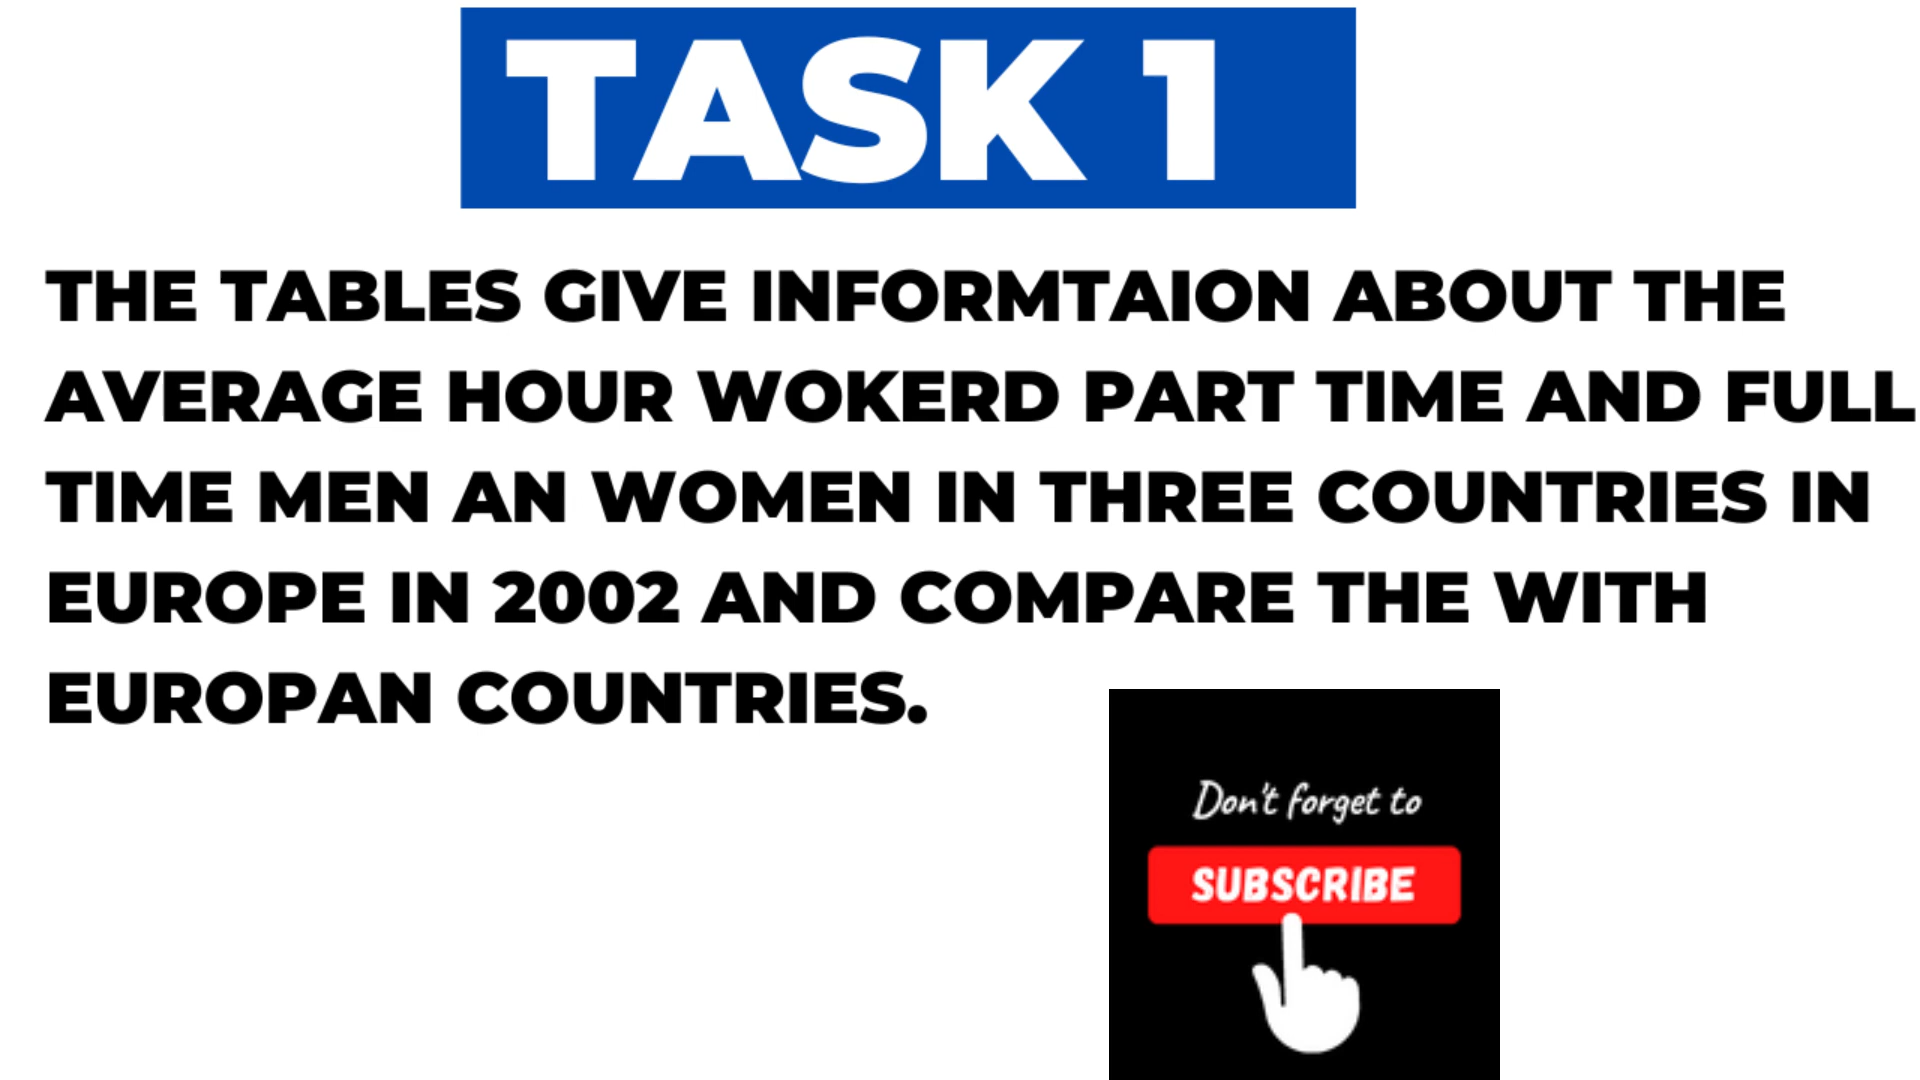 TASK 1
THE TABLES GIVE INFORMTAION ABOUT THE
AVERAGE HOUR WOKERD PART TIME AND FULL
TIME MEN AN WOMEN IN THREE COUNTRIES IN
EUROPE IN 2002 AND COMPARE THE WITH
EUROPAN COUNTRIES.
Don't forget to
SUBSCRIBE